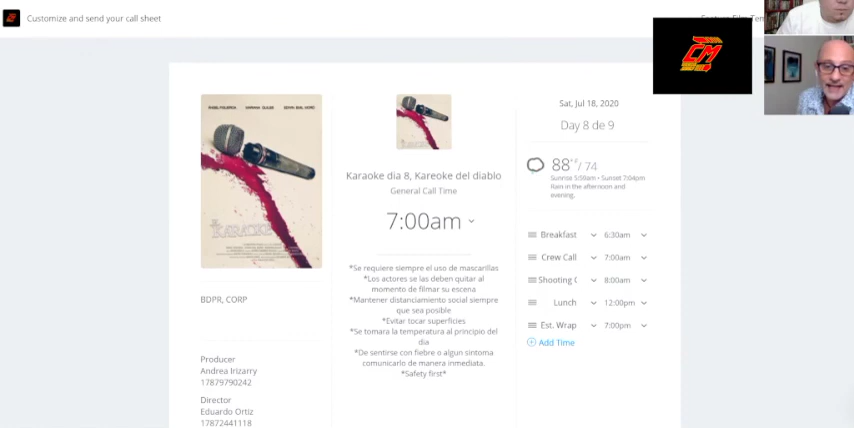 Customize and send your call sheet
Sat, Jul 18, 2020
Day 8 de 9
88°F/ 74
Sunrise 5:59am • Sunset 7:04pm
Rain in the afternoon and
evening.
Karaoke dia 8, Kareoke del diablo
General Call Time
7:00am
*Se requiere siempre el uso de mascarillas
*Los actores se las deben quitar al
momento de filmar su escena
*Mantener distanciamiento social siempre
que sea posible
*Evitar tocar superficies
*Se tomara la temperatura al principio del
dia
*De sentirse con fiebre o algun sintoma
comunicarlo de manera inmediata.
*Safety first*
Breakfast 6:30am
Crew Call 7:00am
Shooting C 8:00am
Lunch 12:00pm
Est. Wrap 7:00pm
Add Time
KARAOKE
BDPR, CORP
Producer
Andrea Irizarry
17879790242
Director
Eduardo Ortiz
17872441118
CM